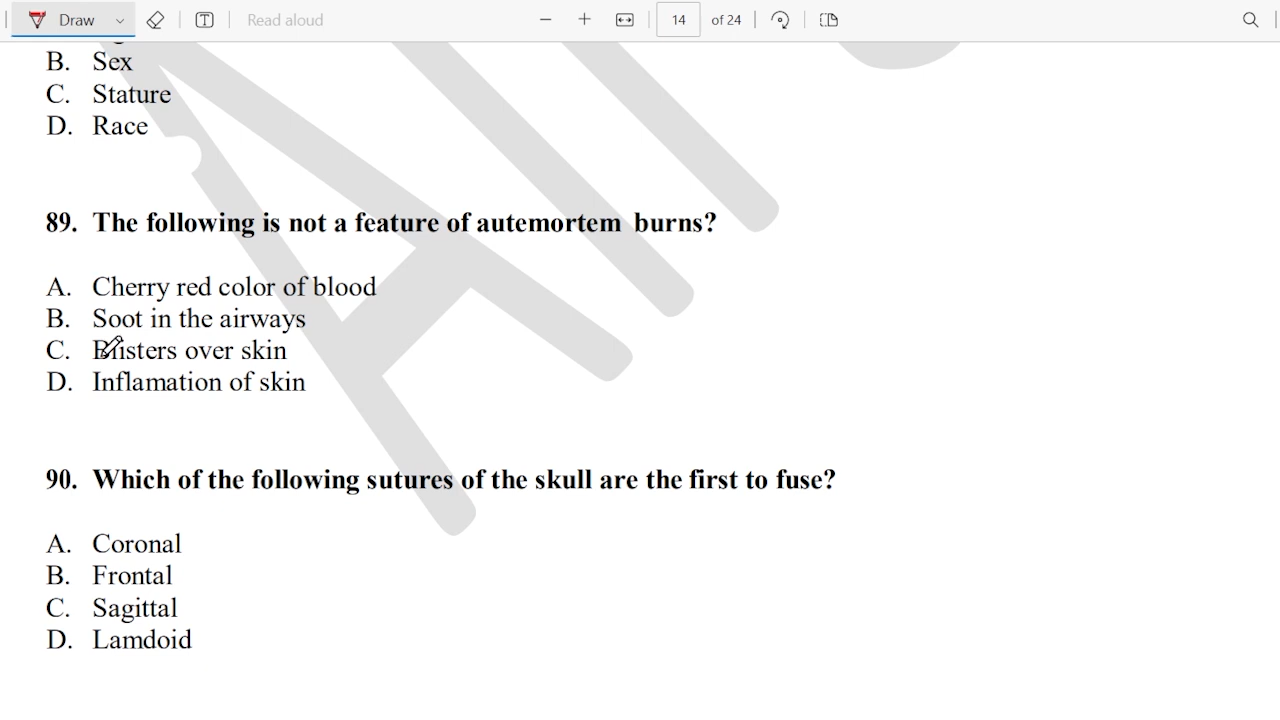 Draw
Read aloud
14 of 24
B. Sex
C. Stature
D. Race
89. The following is not a feature of autemortem burns?
A. Cherry red color of blood
B. Soot in the airways
C. Blisters over skin
D. Inflamation of skin
90. Which of the following sutures of the skull are the first to fuse?
A. Coronal
B. Frontal
C. Sagittal
D. Lamdoid